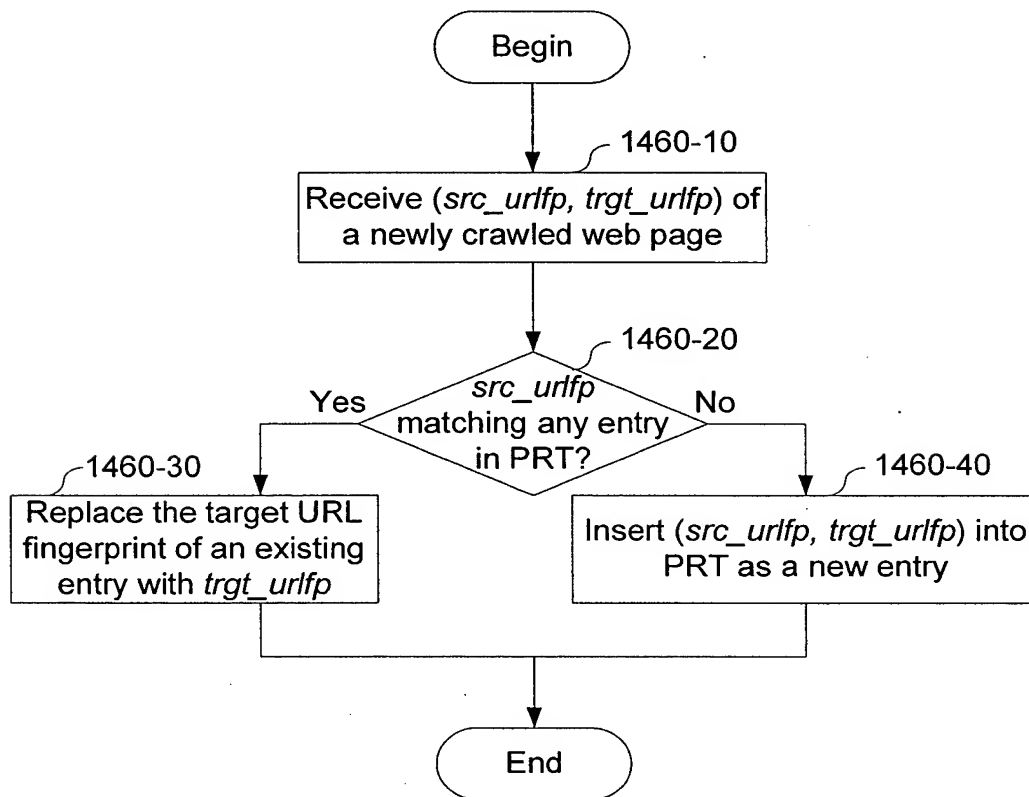 Begin
1460-10
Receive (src_urlfp, trgt_urlfp) of
a newly crawled web page
1460-20
src_urlfp
matching any entry
in PRT?
Yes
No
1460-30
Replace the target URL
fingerprint of an existing
entry with trgt_urlfp
1460-40
Insert (src_urlfp, trgt_urlfp) into
PRT as a new entry
End